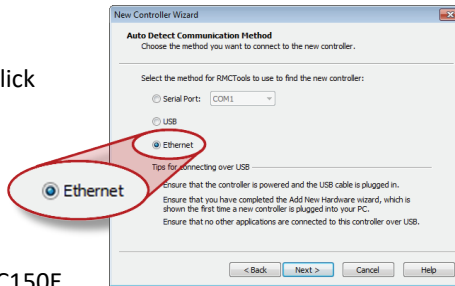 New Controller Wizard
Auto Detect Communication Method
Choose the method you want to connect to the new controller.
lick
Select the method for RMCTools to use to find the new controller:
Serial Port: COM1
USB
Ethernet
Ethernet
Tips for connecting over USB
Ensure that the controller is powered and the USB cable is plugged in.
Ensure that you have completed the Add New Hardware wizard, which is
shown the first time a new controller is plugged into your PC.
Ensure that no other applications are connected to this controller over USB.
< Back Next > Cancel Help
C150E